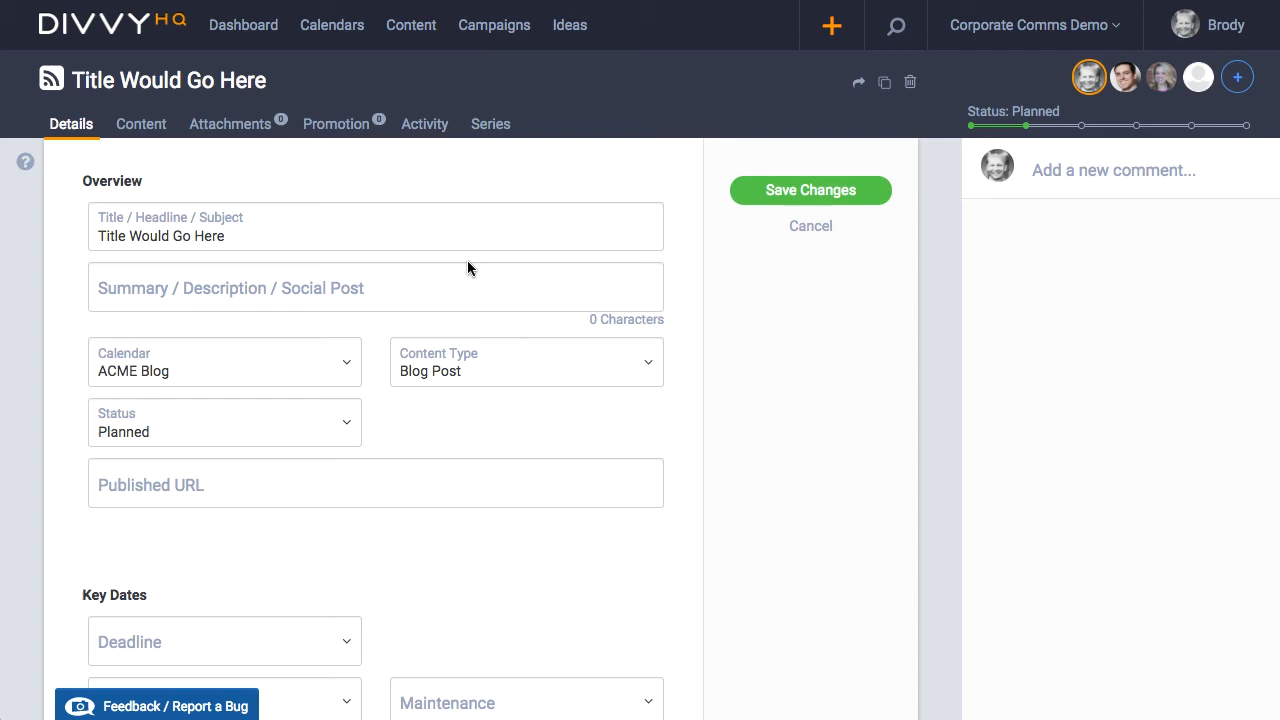 DIVVYHQ Dashboard Calendars Content Campaigns Ideas + Corporate Comms Demo Brody
Title Would Go Here
+
Status: Planned
Details Content Attachments 0 Promotion 0 Activity Series
?
Add a new comment...
Overview
Save Changes
Cancel
Title / Headline / Subject
Title Would Go Here
Summary / Description / Social Post
0 Characters
Calendar
ACME Blog
Content Type
Blog Post
Status
Planned
Published URL
Key Dates
Deadline
Maintenance
Feedback / Report a Bug